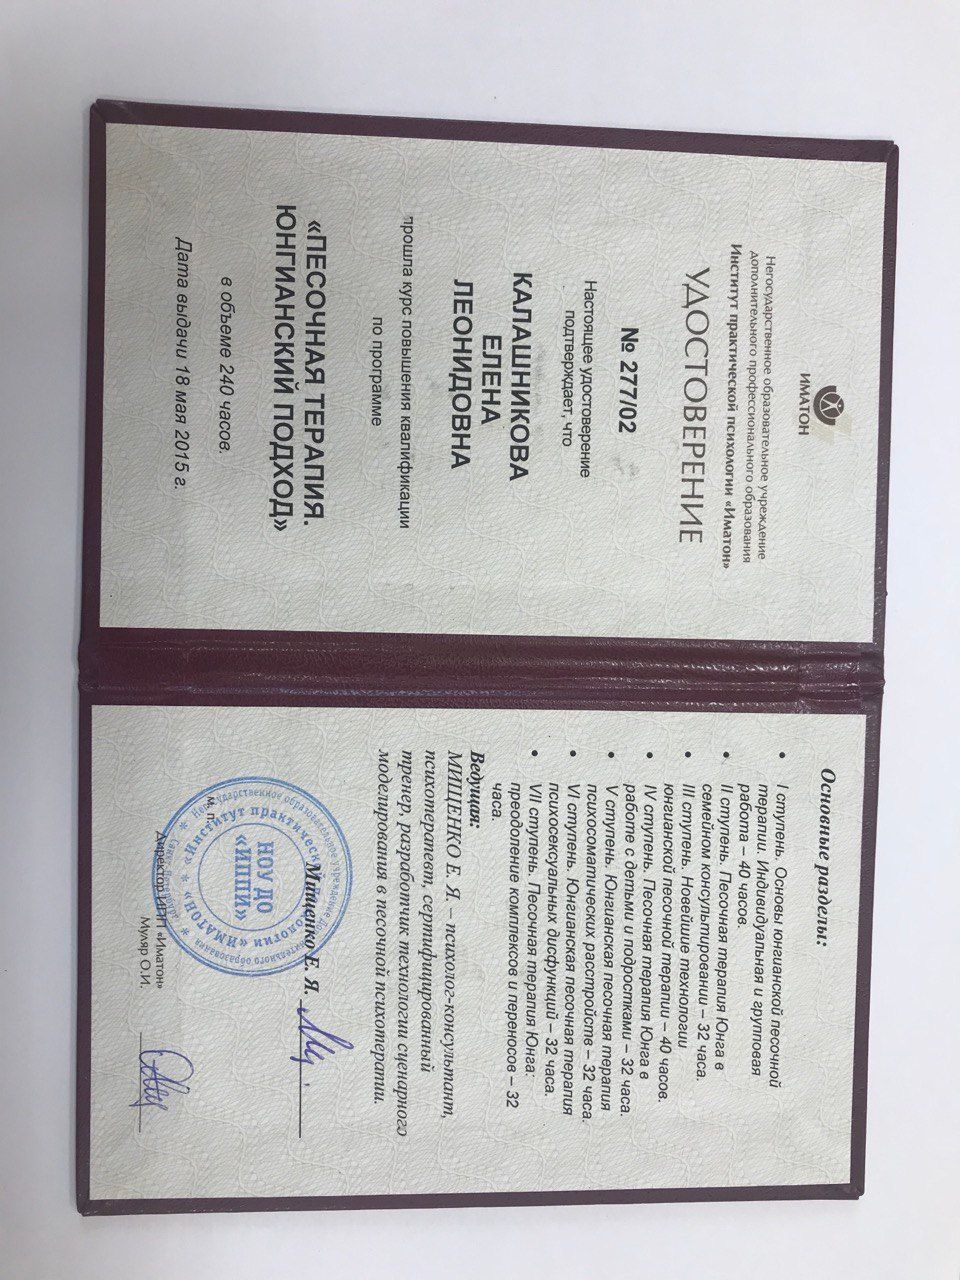 ИМАТОН
Негосударственное образовательное учреждение
дополнительного профессионального образования
Институт практической психологии «Иматон»
УДОСТОВЕРЕНИЕ
№ 277/02
Настоящее удостоверение
подтверждает, что
КАЛАШНИКОВА
ЕЛЕНА
ЛЕОНИДОВНА
прошла курс повышения квалификации
по программе
«ПЕСОЧНАЯ ТЕРАПИЯ.
ЮНГИАНСКИЙ ПОДХОД»
в объеме 240 часов.
Дата выдачи 18 мая 2015 г.
Основные разделы:
• I ступень. Основы юнгианской песочной
терапии. Индивидуальная и групповая
работа – 40 часов.
• II ступень. Песочная терапия Юнга в
семейном консультировании – 32 часа.
• III ступень. Новейшие технологии
юнгианской песочной терапии – 40 часов.
• IV ступень. Песочная терапия Юнга в
работе с детьми и подростками – 32 часа.
• V ступень. Юнгианская песочная терапия
психосоматических расстройств – 32 часа.
• VI ступень. Юнгианская песочная терапия
психосексуальных дисфункций – 32 часа.
• VII ступень. Песочная терапия Юнга:
преодоление комплексов и переносов – 32
часа.
Ведущая:
МИЩЕНКО Е. Я. – психолог-консультант,
психотерапевт, сертифицированный
тренер, разработчик технологии сценарного
моделирования в песочной психотерапии.
Мищенко Е. Я.
М. п.
Директор ИПП «Иматон»
Муляр О.И.
НОУ ДО
«ИППИ»
«Институт практической психологии «ИМАТОН»